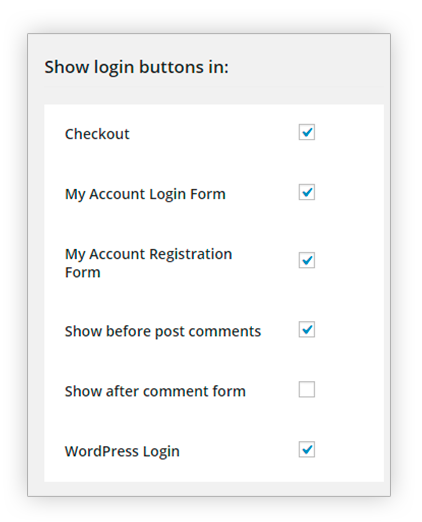 Show login buttons in:
Checkout
My Account Login Form
My Account Registration
Form
Show before post comments
Show after comment form
WordPress Login